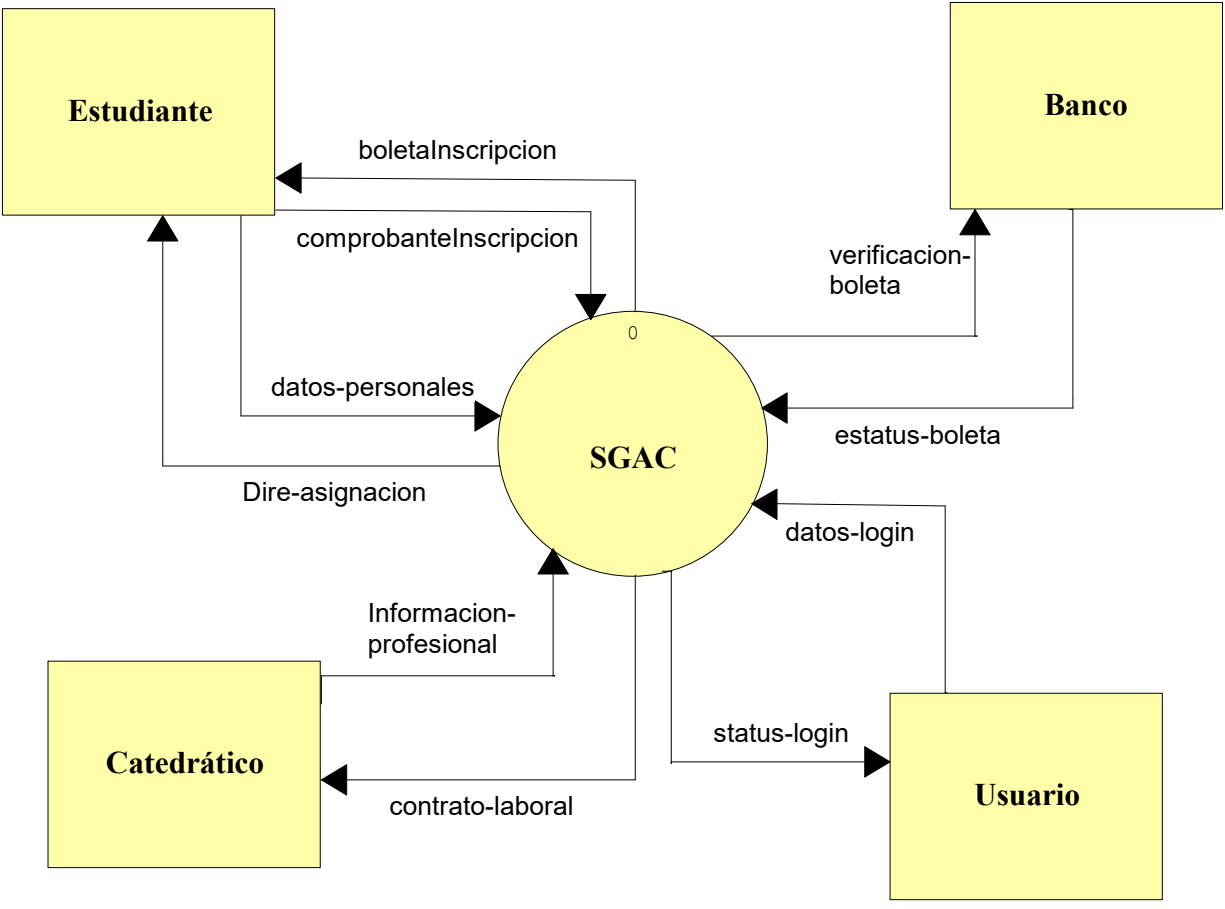 Estudiante
Banco
boletaInscripcion
comprobanteInscripcion
verificacion-
boleta
0
datos-personales
estatus-boleta
SGAC
Dire-asignacion
datos-login
Informacion-
profesional
status-login
Catedrático
Usuario
contrato-laboral